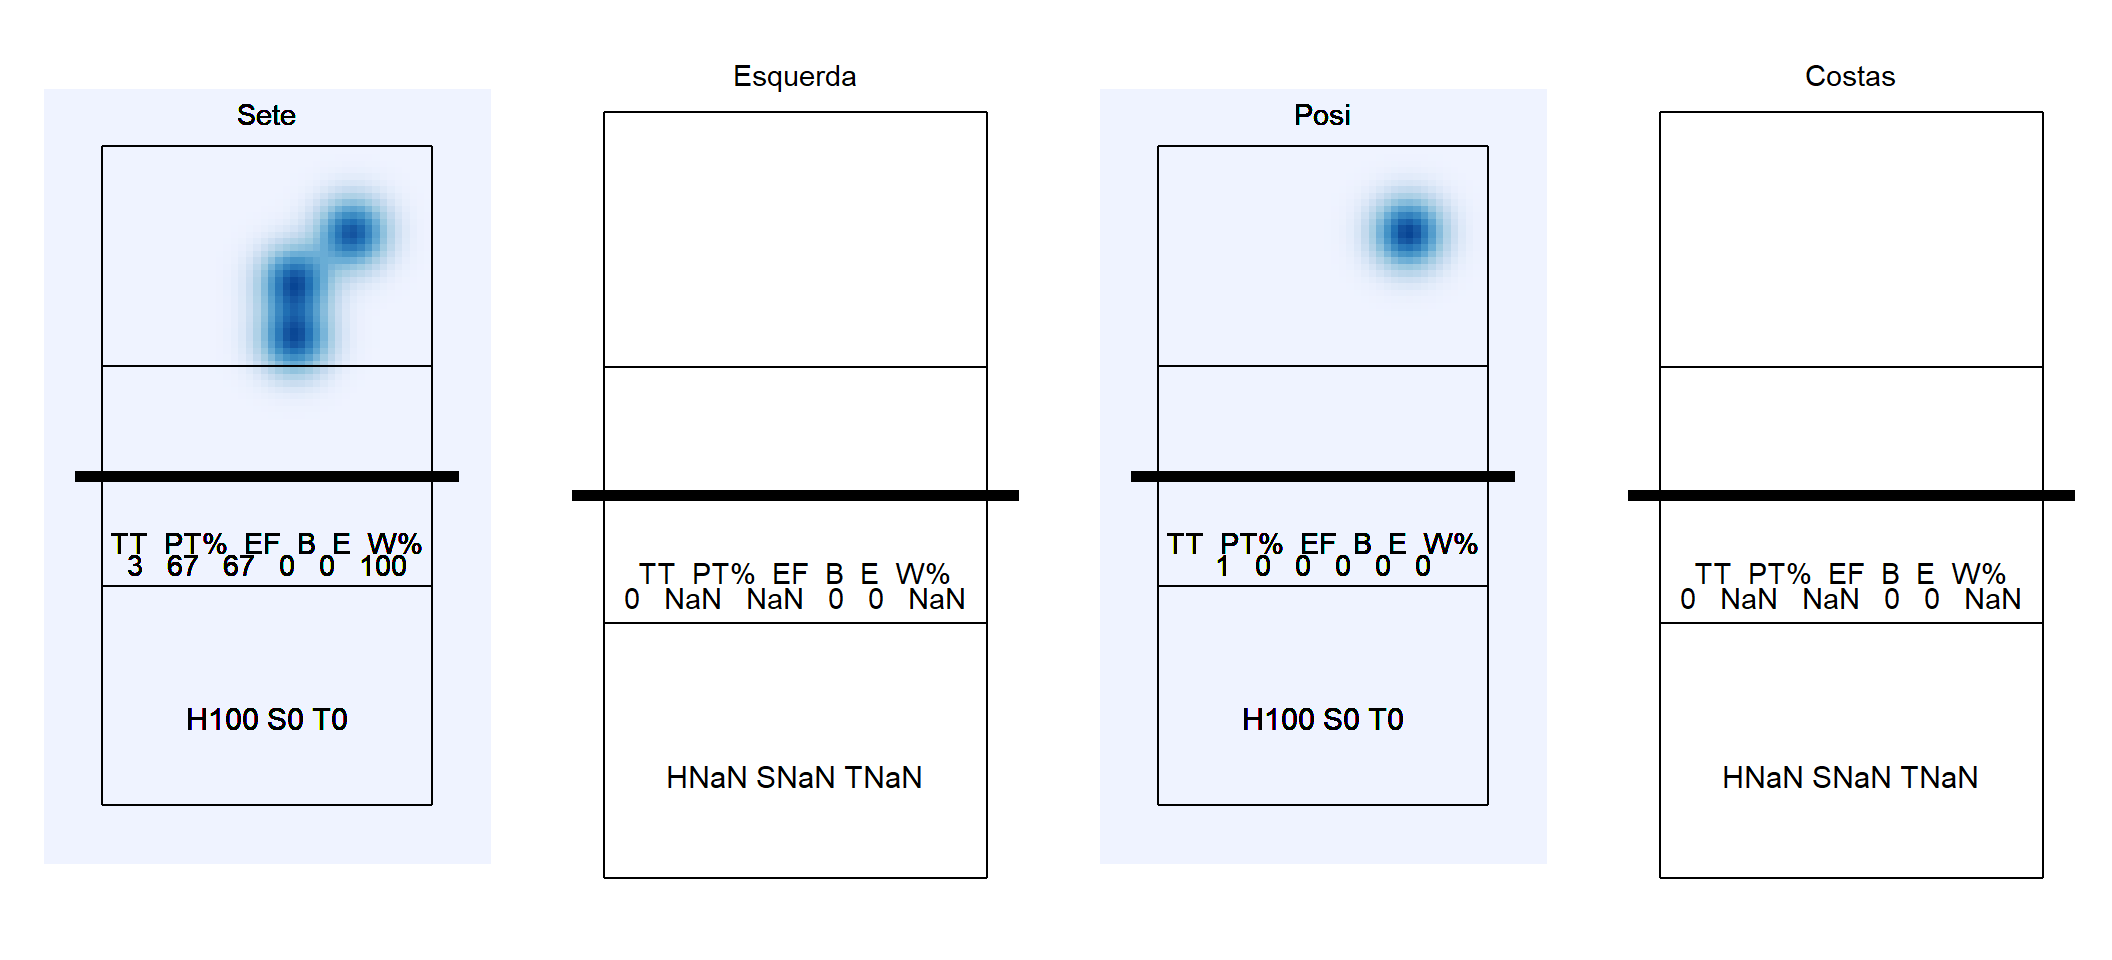 Sete
TT PT% EF B E W%
3 67 67 0 0 100
H100 S0 T0
Esquerda
TT PT% EF B E W%
0 NaN NaN 0 0 NaN
HNaN SNaN TNaN
Posi
TT PT% EF B E W%
1 0 0 0 0 0
H100 S0 T0
Costas
TT PT% EF B E W%
0 NaN NaN 0 0 NaN
HNaN SNaN TNaN